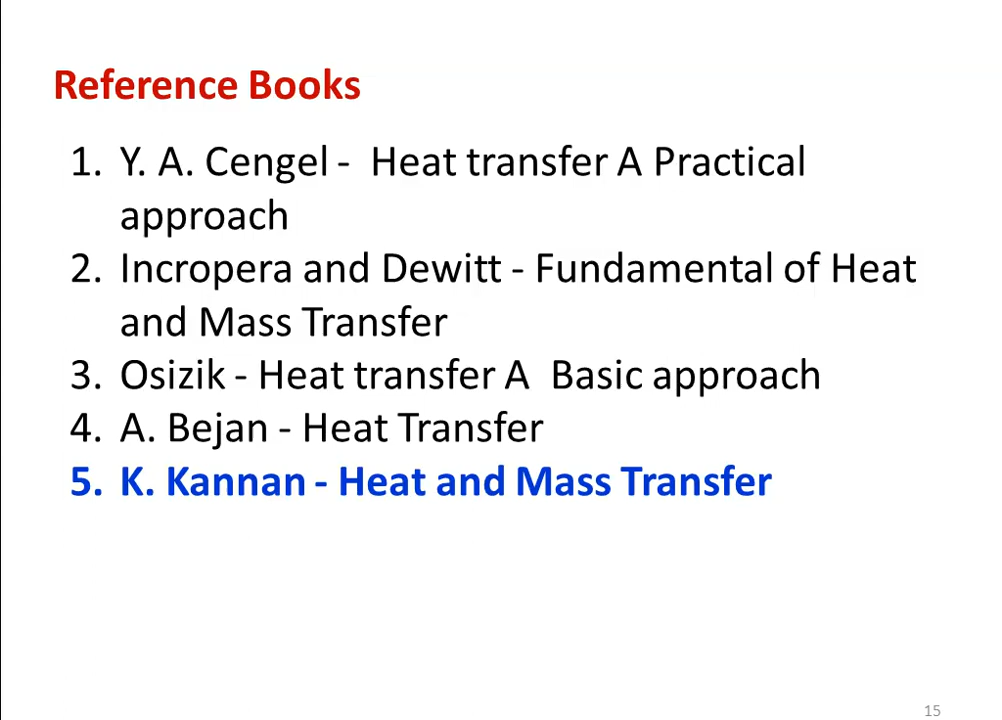 Reference Books
1. Y. A. Cengel - Heat transfer A Practical
approach
2. Incropera and Dewitt - Fundamental of Heat
and Mass Transfer
3. Osizik - Heat transfer A Basic approach
4. A. Bejan - Heat Transfer
5. K. Kannan - Heat and Mass Transfer
15